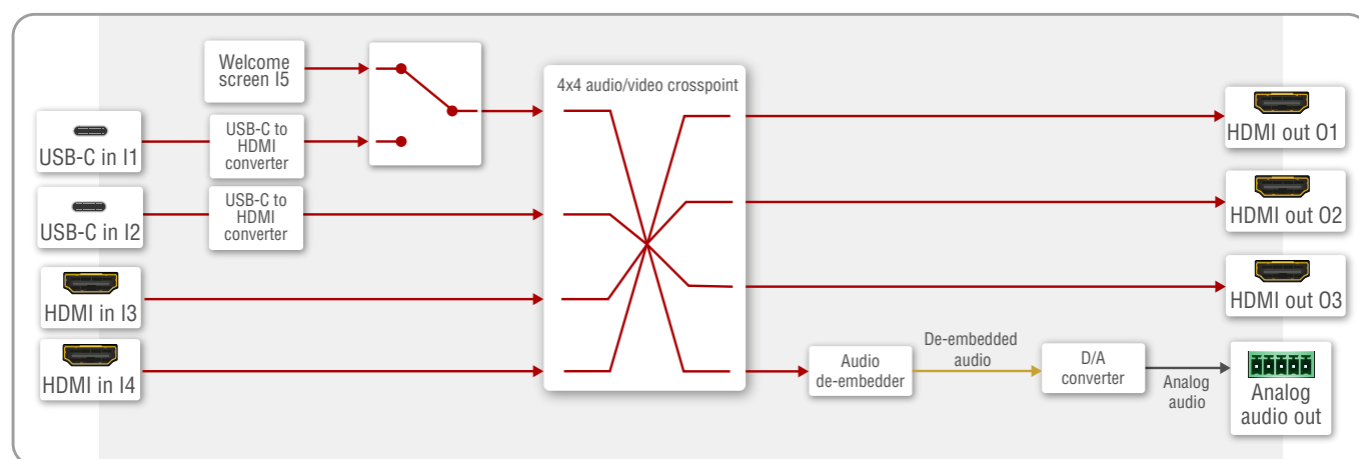 Welcome
screen I5
4x4 audio/video crosspoint
USB-C in I1
USB-C to
HDMI
converter
HDMI out O1
USB-C in I2
USB-C to
HDMI
converter
HDMI out O2
HDMI in I3
HDMI out O3
HDMI in I4
Audio
de-embedder
De-embedded
audio
D/A
converter
Analog
audio
Analog
audio out